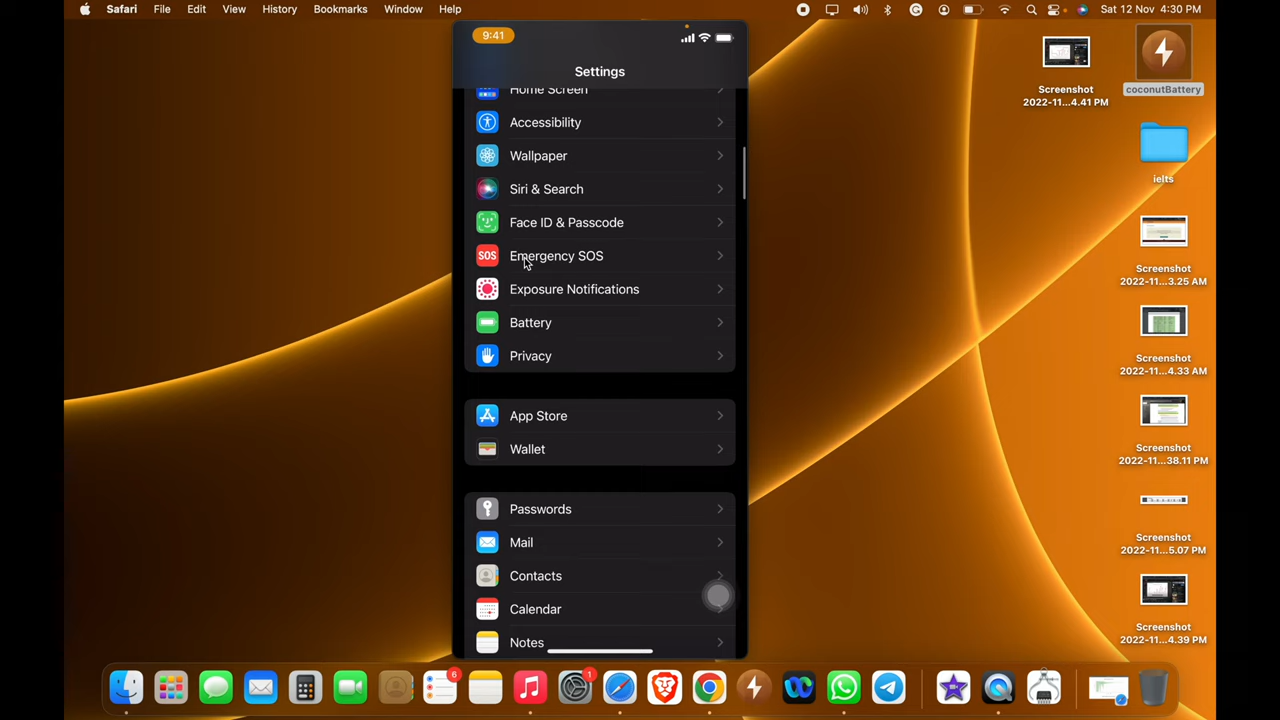 Safari File Edit View History Bookmarks Window Help Sat 12 Nov 4:30 PM
9:41
Settings
Home Screen
Accessibility
Wallpaper
Siri & Search
Face ID & Passcode
SOS Emergency SOS
Exposure Notifications
Battery
Privacy
App Store
Wallet
Passwords
Mail
Contacts
Calendar
Notes
Screenshot
2022-11...4.41 PM
coconutBattery
ielts
Screenshot
2022-11...3.25 AM
Screenshot
2022-11...4.33 AM
Screenshot
2022-11...38.11 PM
Screenshot
2022-11...5.07 PM
Screenshot
2022-11...4.39 PM
6
1